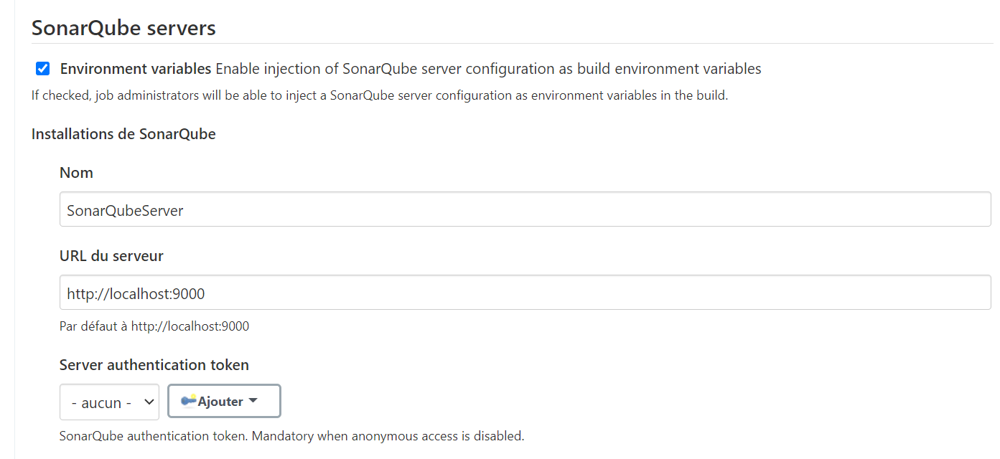 SonarQube servers
Environment variables Enable injection of SonarQube server configuration as build environment variables
If checked, job administrators will be able to inject a SonarQube server configuration as environment variables in the build.
Installations de SonarQube
Nom
SonarQubeServer
URL du serveur
http://localhost:9000
Par défaut à http://localhost:9000
Server authentication token
- aucun - Ajouter
SonarQube authentication token. Mandatory when anonymous access is disabled.